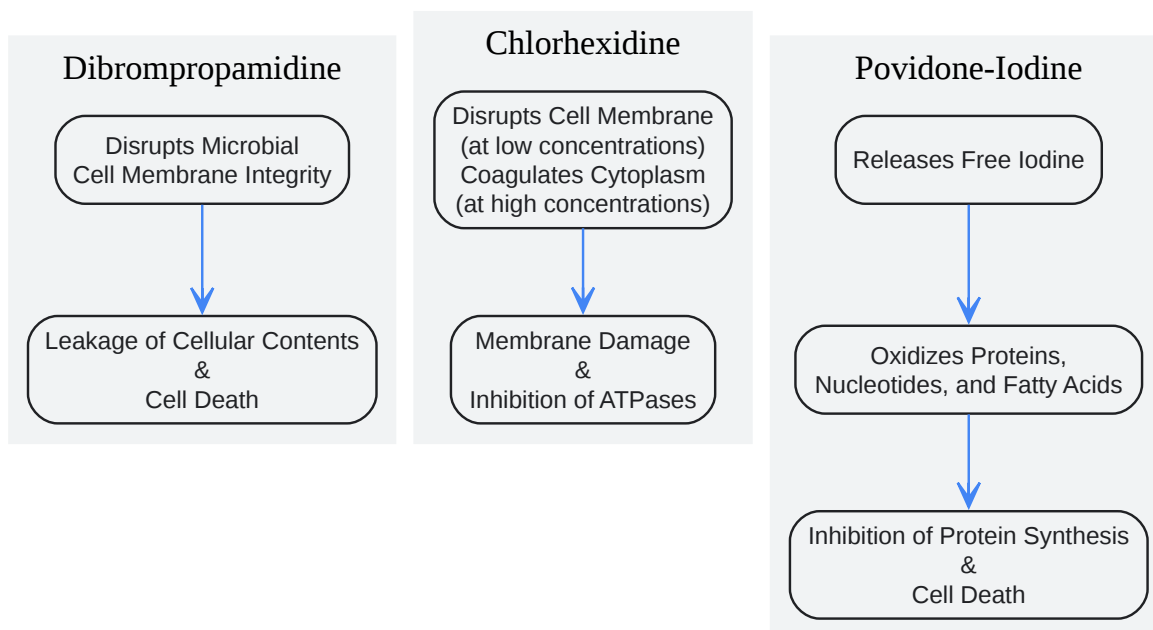 Dibrompropamidine
Disrupts Microbial
Cell Membrane Integrity
Leakage of Cellular Contents
&
Cell Death
Chlorhexidine
Disrupts Cell Membrane
(at low concentrations)
Coagulates Cytoplasm
(at high concentrations)
Membrane Damage
&
Inhibition of ATPases
Povidone-Iodine
Releases Free Iodine
Oxidizes Proteins,
Nucleotides, and Fatty Acids
Inhibition of Protein Synthesis
&
Cell Death